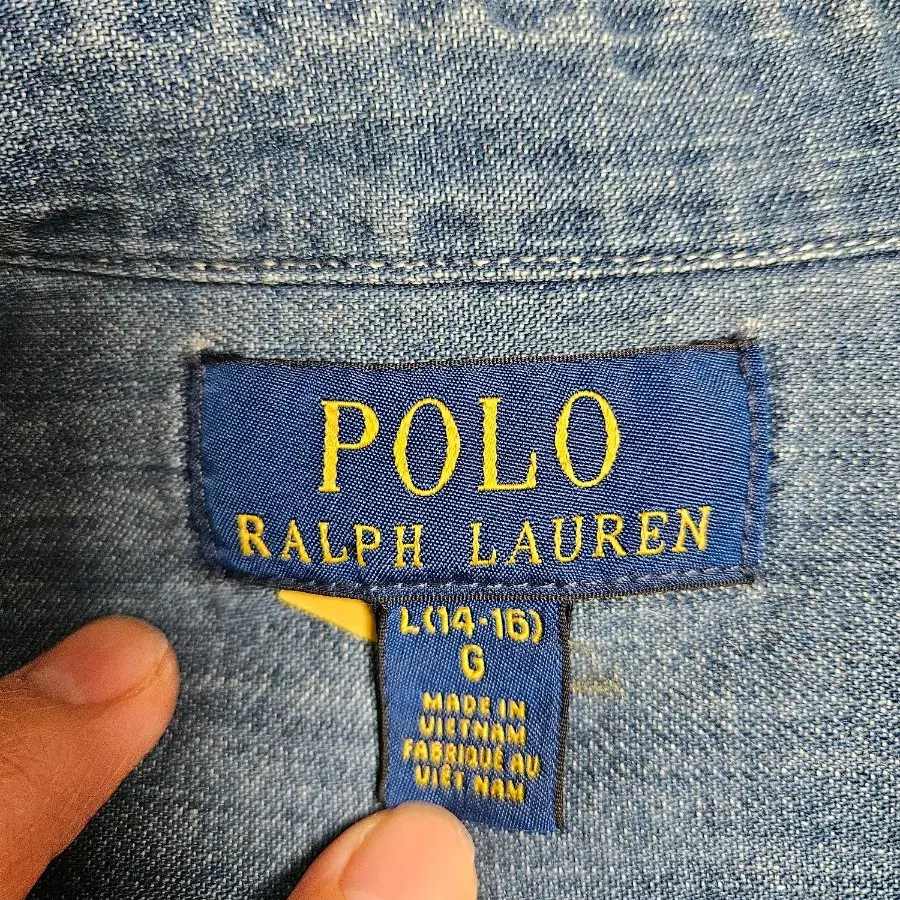 POLO
RALPH LAUREN
L(14-16)
G
MADE IN
VIETNAM
FABRIQUÉ AU
VIÊT NAM